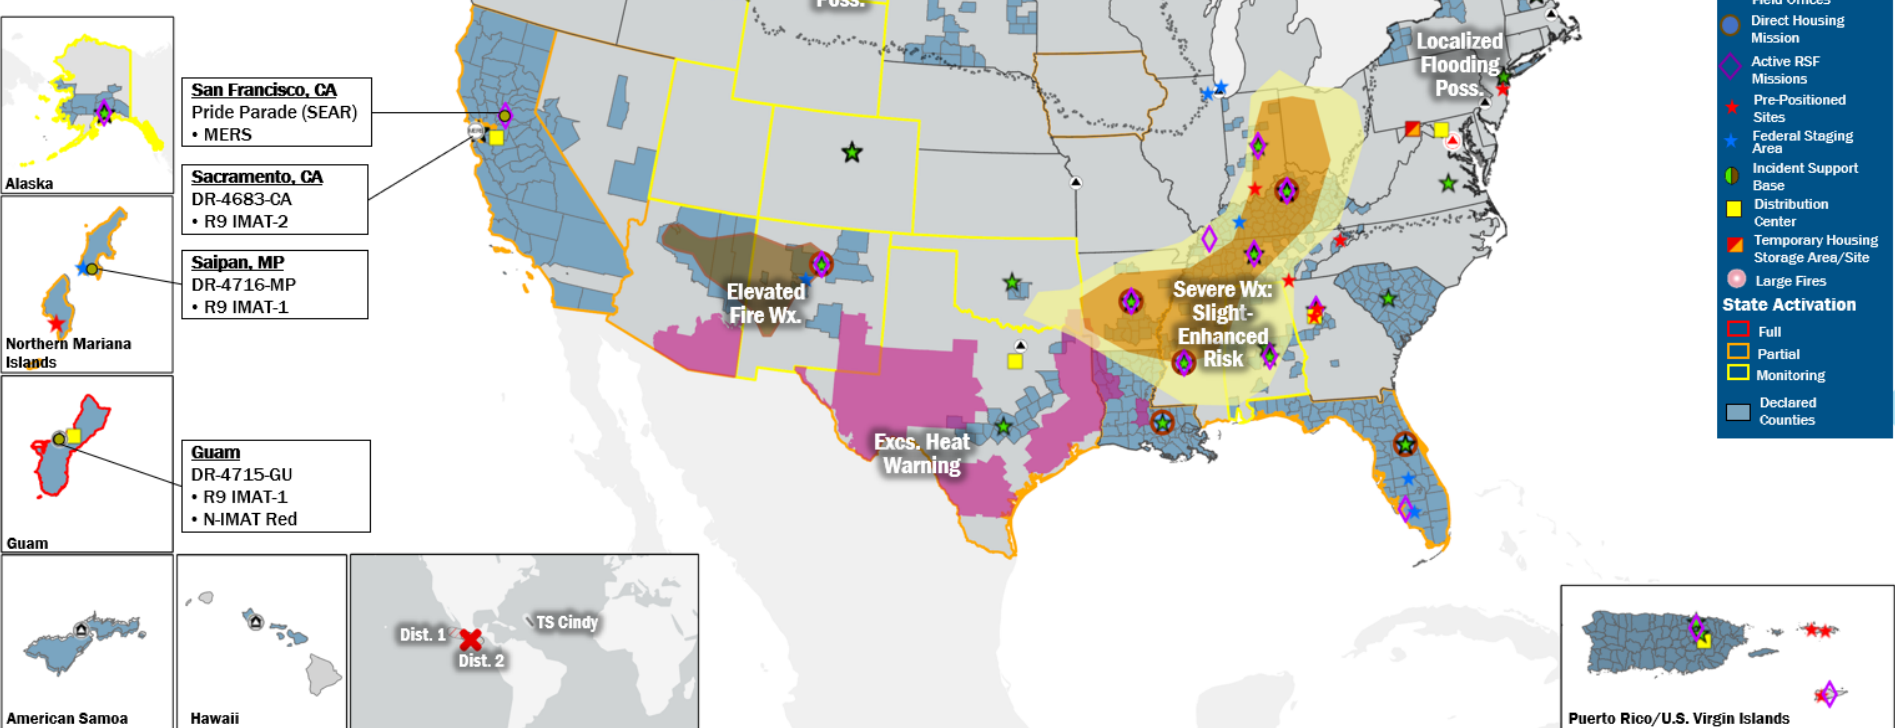 Poss.
Alaska
San Francisco, CA
Pride Parade (SEAR)
• MERS
Sacramento, CA
DR-4683-CA
• R9 IMAT-2
Saipan, MP
DR-4716-MP
• R9 IMAT-1
Northern Mariana
Islands
Guam
DR-4715-GU
• R9 IMAT-1
• N-IMAT Red
Guam
American Samoa
Hawaii
Dist. 1
Dist. 2
TS Cindy
Elevated
Fire Wx.
Excs. Heat
Warning
Severe Wx:
Slight-
Enhanced
Risk
Localized
Flooding
Poss.
Field Offices
Direct Housing
Mission
Active RSF
Missions
Pre-Positioned
Sites
Federal Staging
Area
Incident Support
Base
Distribution
Center
Temporary Housing
Storage Area/Site
Large Fires
State Activation
Full
Partial
Monitoring
Declared
Counties
Puerto Rico/U.S. Virgin Islands